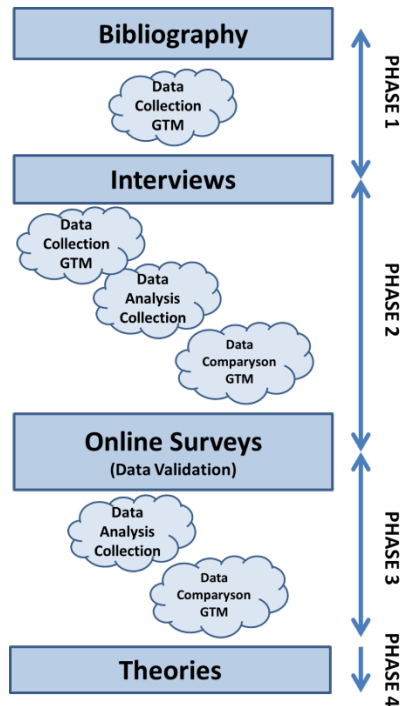 Bibliography
Data
Collection
GTM
PHASE 1
Interviews
Data
Collection
GTM
Data
Analysis
Collection
Data
Comparyson
GTM
PHASE 2
Online Surveys
(Data Validation)
Data
Analysis
Collection
Data
Comparyson
GTM
PHASE 3
Theories
PHASE 4